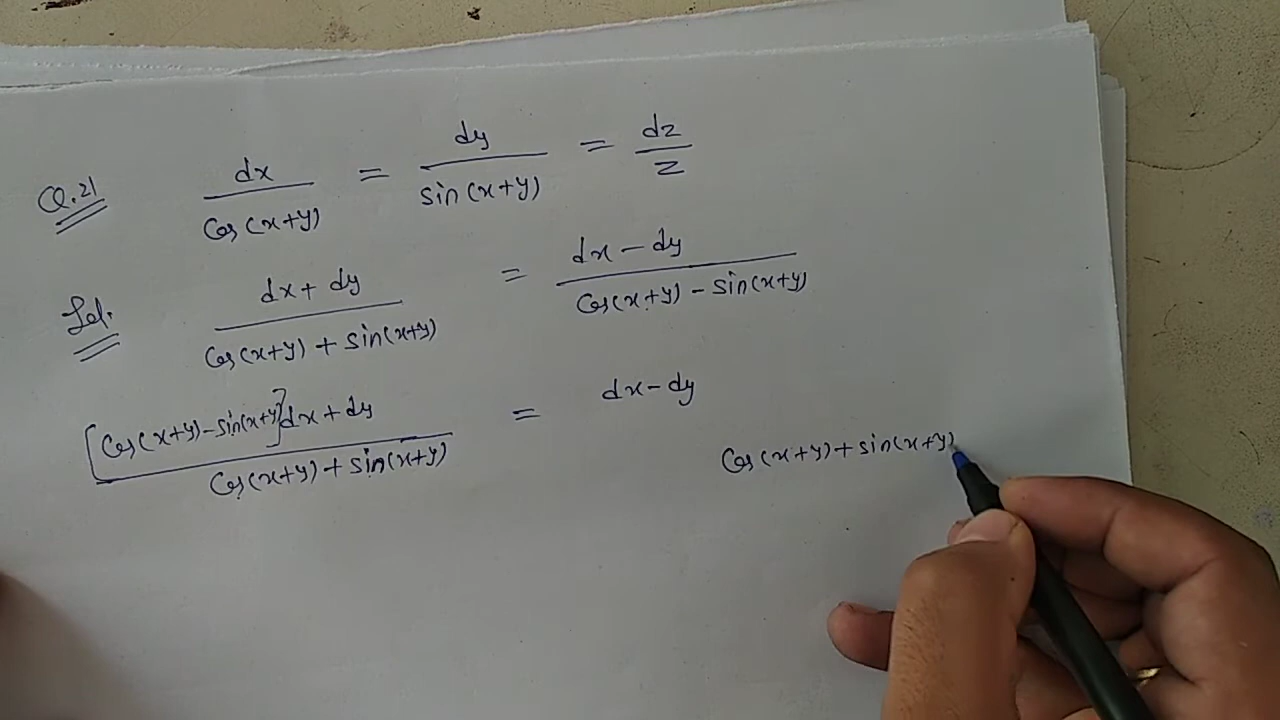 Q.21 dx/cos(x+y) = dy/sin(x+y) = dz/z
Sol. dx + dy/cos(x+y) + sin(x+y) = dx - dy/cos(x+y) - sin(x+y)
[cos(x+y) - sin(x+y)] dx + dy/cos(x+y) + sin(x+y) = dx - dy
cos(x+y) + sin(x+y)